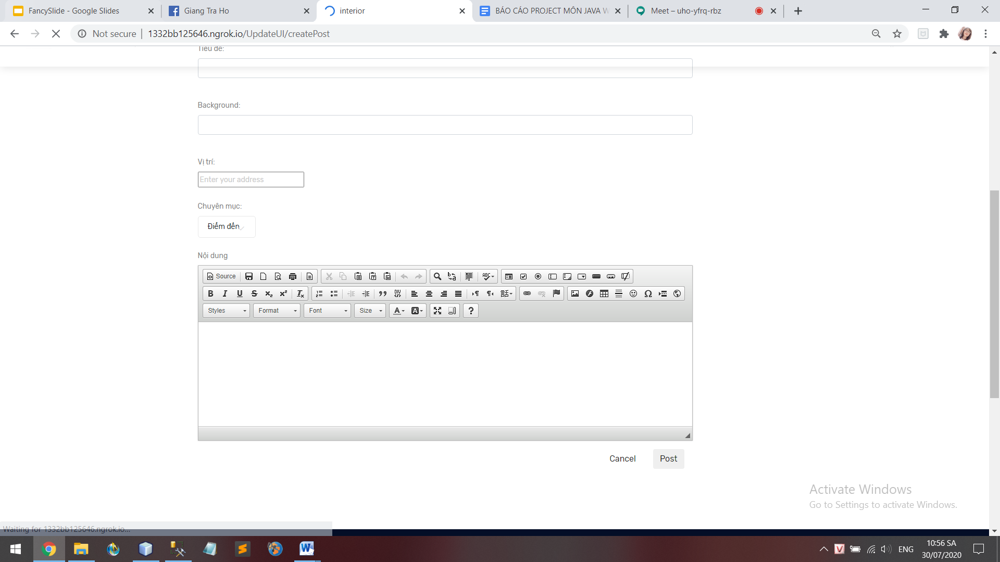 FancySlide - Google Slides
Giang Tra Ho
interior
BÁO CÁO PROJECT MÔN JAVA W
Meet – uho-yfrq-rbz
Not secure
1332bb125646.ngrok.io/UpdateUI/createPost
Tiêu đề:
Background:
Vị trí:
Enter your address
Chuyên mục:
Điểm đến
Nội dung
Source
Styles
Format
Font
Size
Cancel
Post
Activate Windows
Go to Settings to activate Windows.
Waiting for 1332bb125646.ngrok.io...
ENG
10:56 SA
30/07/2020